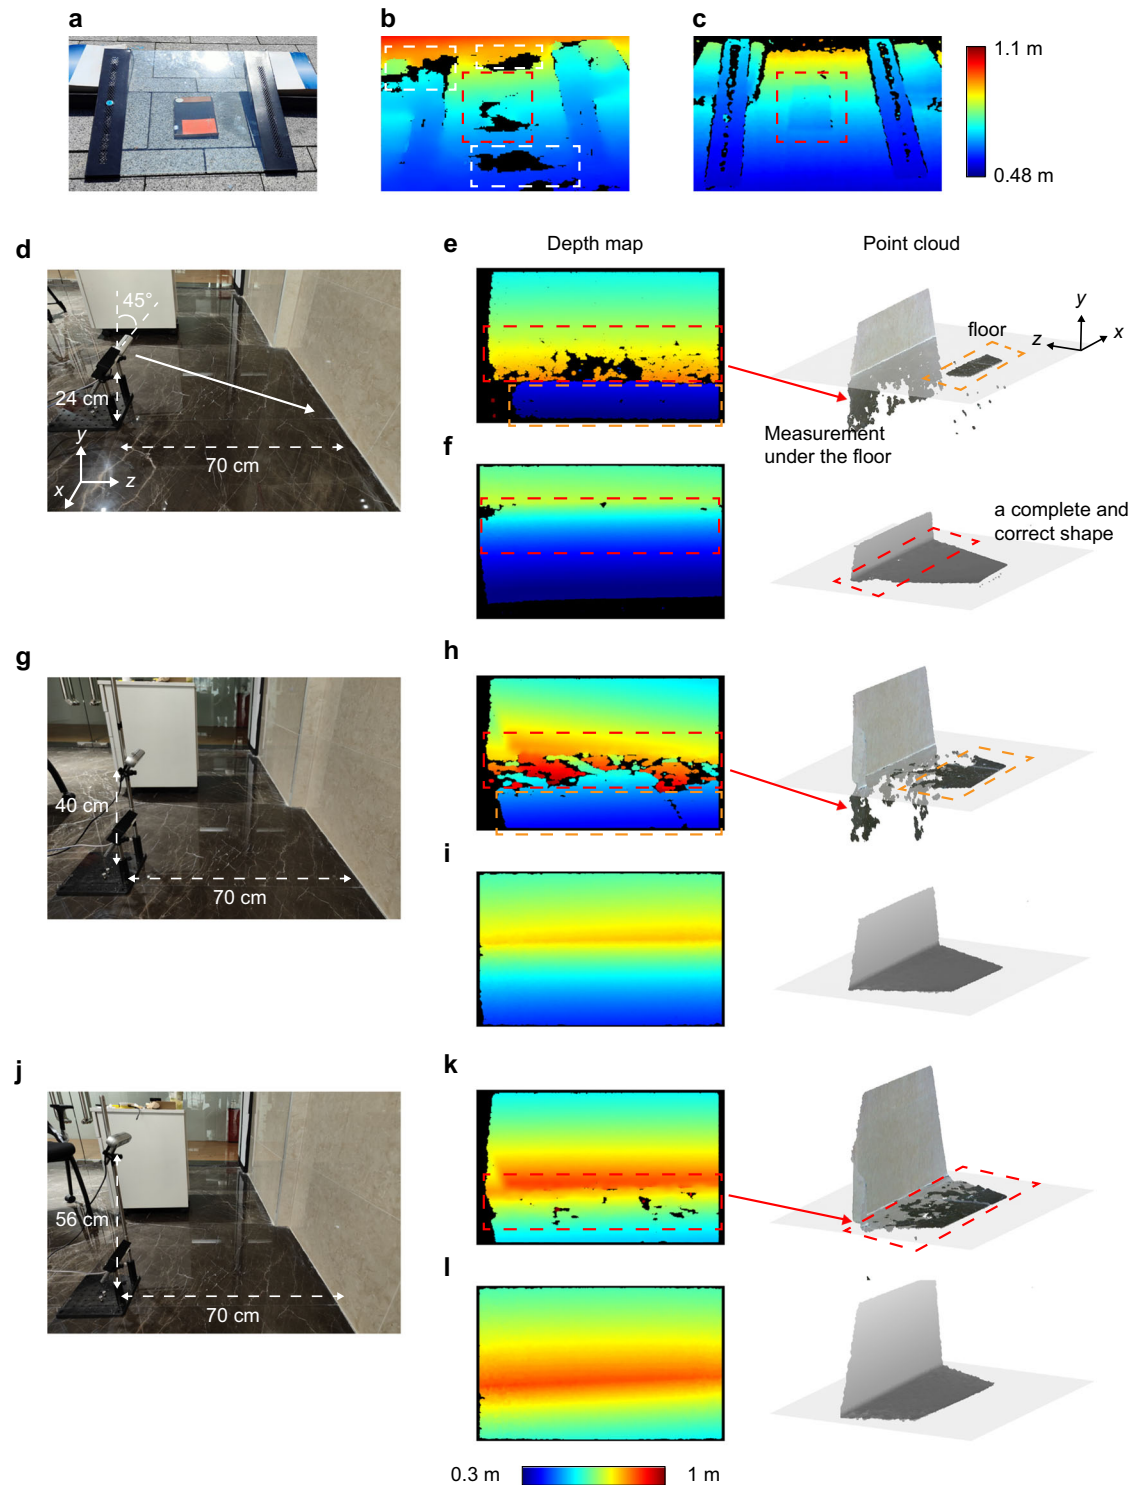 a
b
c
1.1 m
0.48 m
d
e
Depth map
Point cloud
45°
24 cm
70 cm
y
x
z
floor
y
z
x
Measurement
under the floor
f
a complete and
correct shape
g
h
40 cm
70 cm
i
j
k
56 cm
70 cm
l
0.3 m
1 m